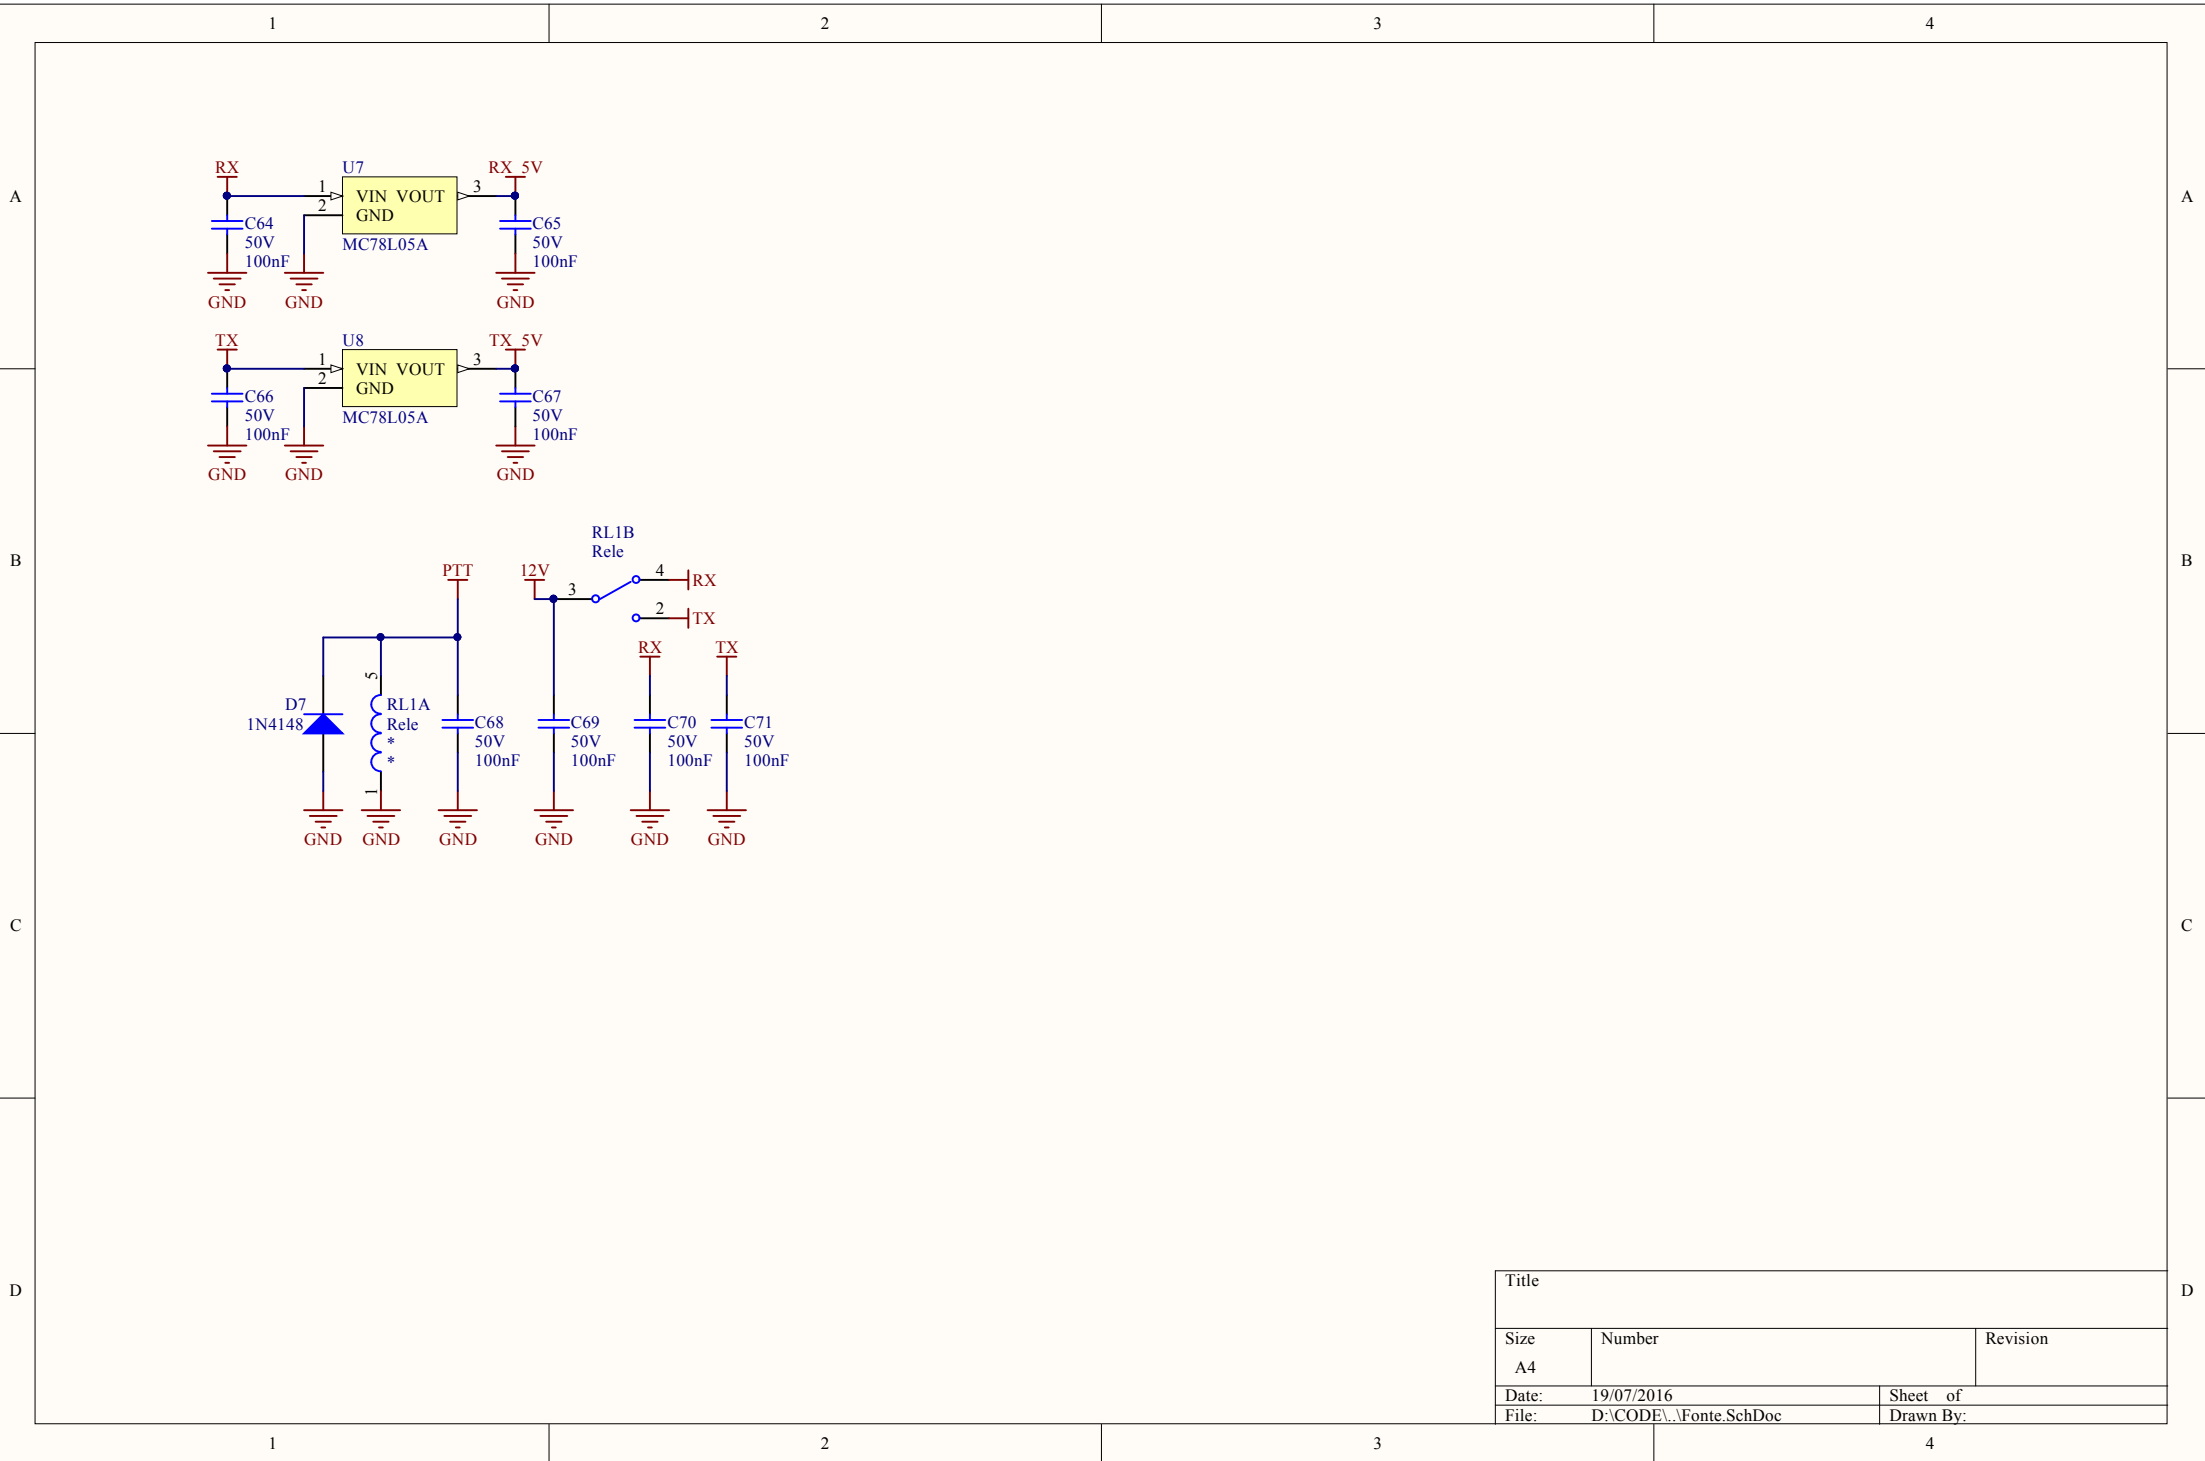 1 2 3 4
A A
B B
C C
D D
RX
U7
RX_5V
1
VIN VOUT
3
2
GND
C64
50V
100nF
MC78L05A
C65
50V
100nF
GND
GND
GND
TX
U8
TX_5V
1
VIN VOUT
3
2
GND
C66
50V
100nF
MC78L05A
C67
50V
100nF
GND
GND
GND
RL1B
Rele
PTT
12V
3
4
RX
2
TX
RX
TX
5
D7
1N4148
RL1A
Rele
*
*
1
C68
50V
100nF
C69
50V
100nF
C70
50V
100nF
C71
50V
100nF
GND
GND
GND
GND
GND
GND
Title
Size
A4
Number
Revision
Date: 19/07/2016
Sheet of
File: D:\CODE\..\Fonte.SchDoc
Drawn By:
1 2 3 4